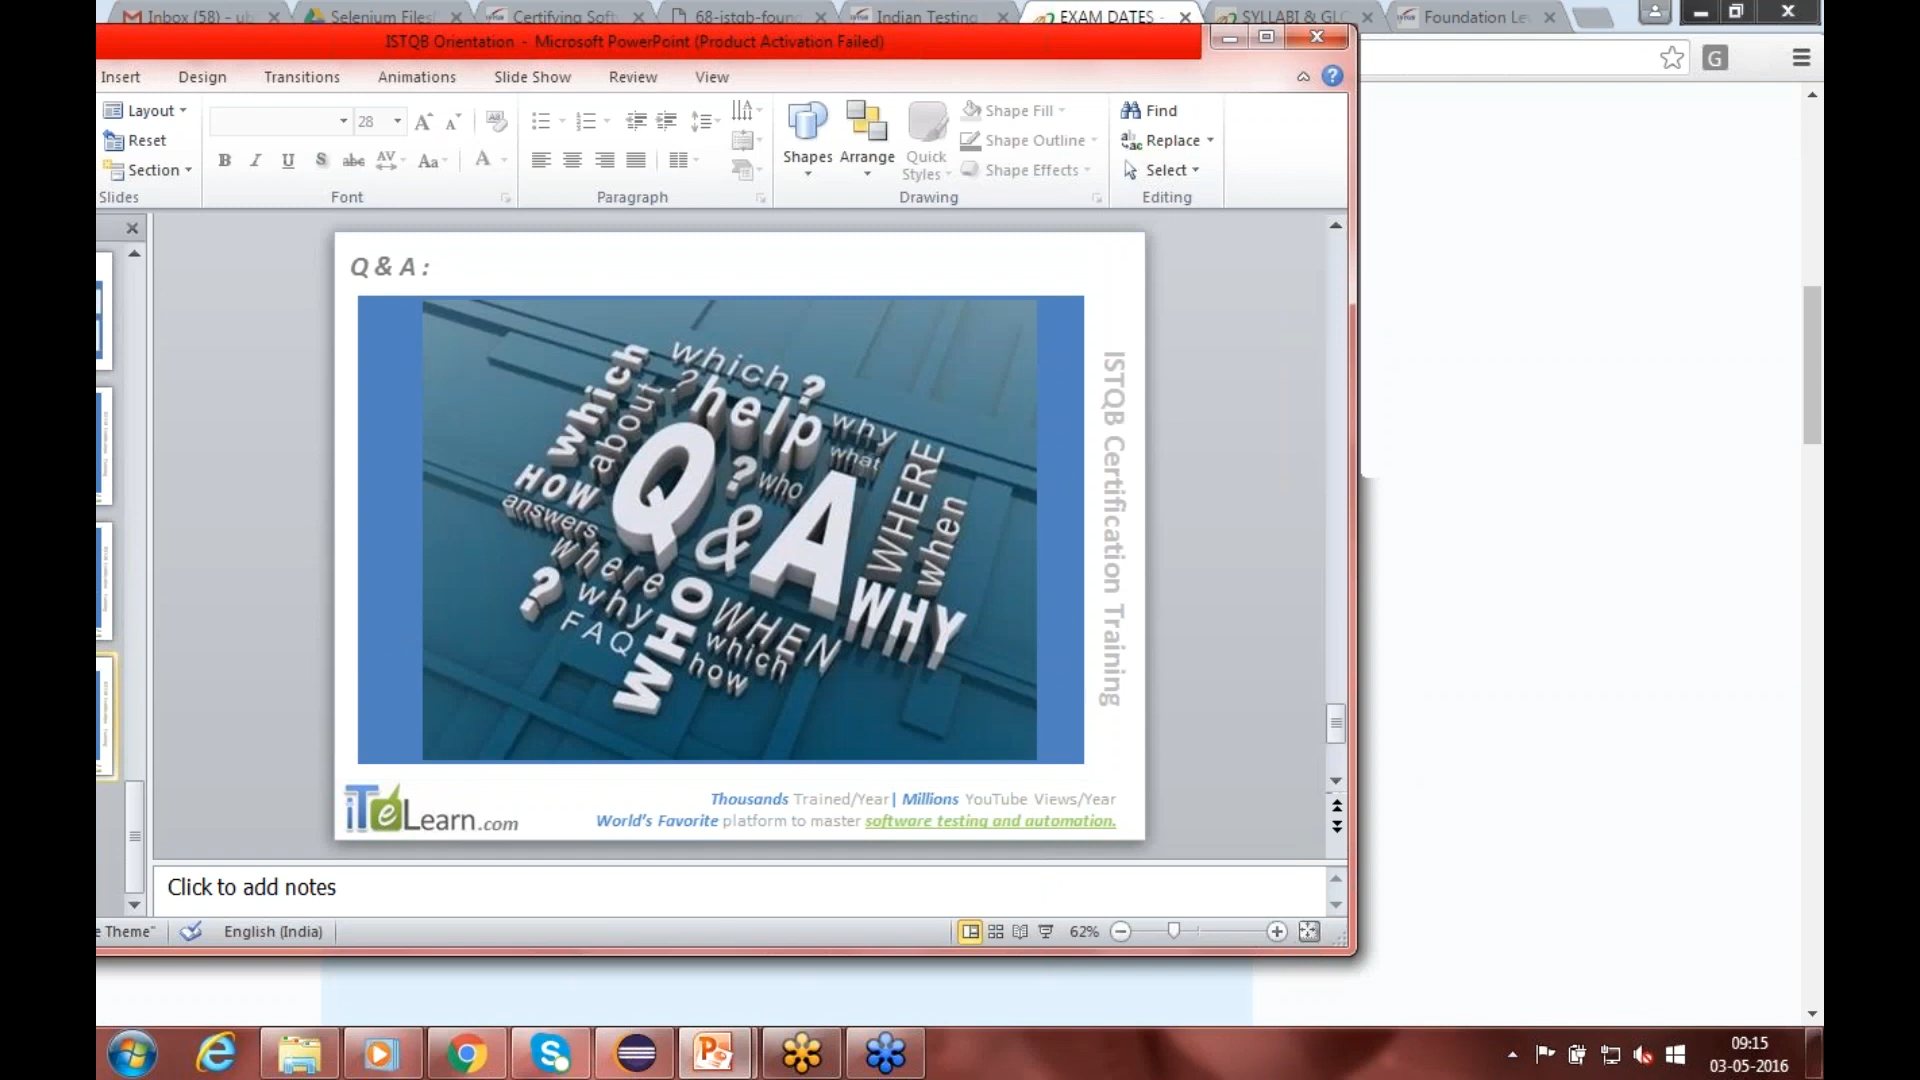 Inbox (58) - ub
Selenium Files
Certifying Soft
68-istqb-foun
Indian Testing
EXAM DATES -
SYLLABI & GLO
Foundation Le
ISTQB Orientation - Microsoft PowerPoint (Product Activation Failed)
Insert Design Transitions Animations Slide Show Review View
Layout
Reset
Section
Slides
28
B I U S abc AV Aa A
Font
Paragraph
Shapes Arrange Quick Styles
Shape Fill
Shape Outline
Shape Effects
Drawing
Find
Replace
Select
Editing
Q & A :
which?
which
about
?
help
why
what
WHERE
when
HOW
answers
Q & A
?
who
where
?
why
FAQ
WHO
WHEN
which
how
WHY
ISTQB Certification Training
iTeLearn.com
Thousands Trained/Year| Millions YouTube Views/Year
World's Favorite platform to master software testing and automation.
Click to add notes
e Theme"
English (India)
62%
09:15
03-05-2016